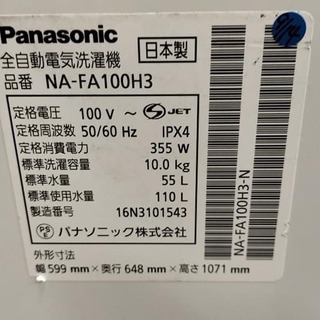 Panasonic
全自動電気洗濯機
日本製
品番 NA-FA100H3
定格電圧 100 V ～ JET
定格周波数 50/60 Hz IPX4
定格消費電力 355 W
標準洗濯容量 10.0 kg
標準水量 55 L
標準使用水量 110 L
製造番号 16N3101543
PSE パナソニック株式会社
外形寸法
幅 599 mm×奥行 648 mm×高さ 1071 mm
NA-FA100H3-N